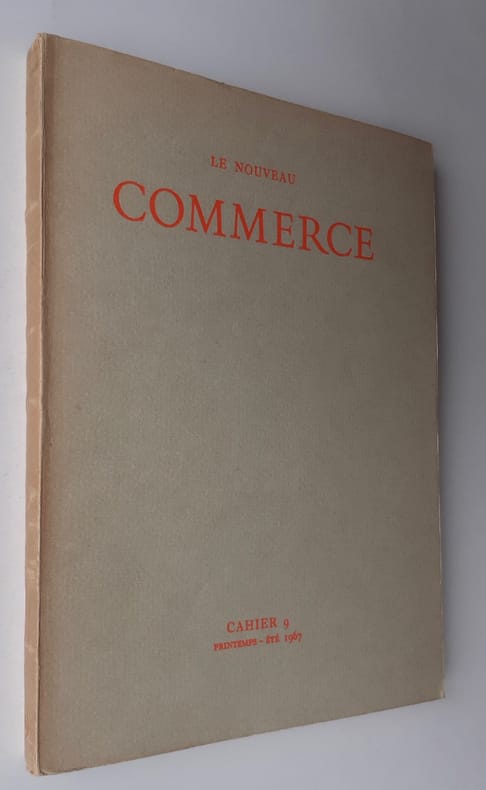 LE NOUVEAU
COMMERCE
CAHIER 9
PRINTEMPS - ÉTÉ 1967